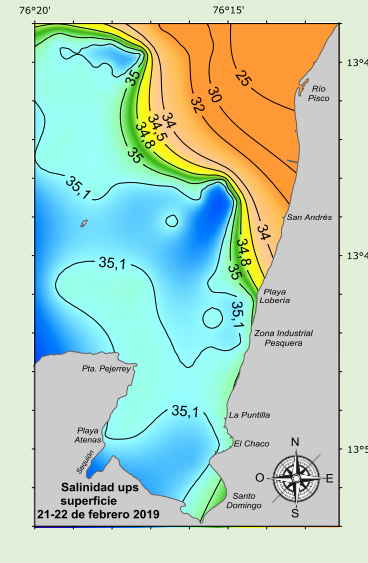 76°20' 76°15'
13°4
25
30
32
35
34
34,5
34,8
35
Río
Pisco
35,1
San Andrés
34
34,8
35
13°4
35,1
Playa
Lobería
35,1
Zona Industrial
Pesquera
Pta. Pejerrey
35,1
La Puntilla
Playa
Atenas
El Chaco
13°5
N
Sequión
O E
S
Santo
Domingo
Salinidad ups
superficie
21-22 de febrero 2019